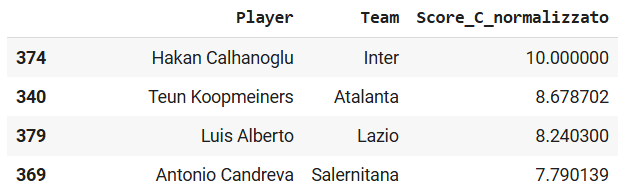 Player Team Score_C_normalizzato
374 Hakan Calhanoglu Inter 10.000000
340 Teun Koopmeiners Atalanta 8.678702
379 Luis Alberto Lazio 8.240300
369 Antonio Candreva Salernitana 7.790139